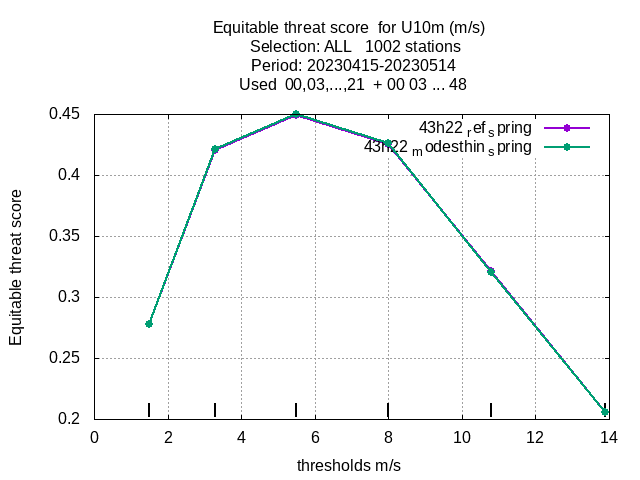 Equitable threat score  for U10m (m/s)
Selection: ALL   1002 stations
Period: 20230415-20230514
Used  00,03,...,21  + 00 03 ... 48
0.45
43h22 ref spring
43h22 modesthin spring
0.4
0.35
0.3
0.25
0.2
Equitable threat score
0 2 4 6 8 10 12 14
thresholds m/s